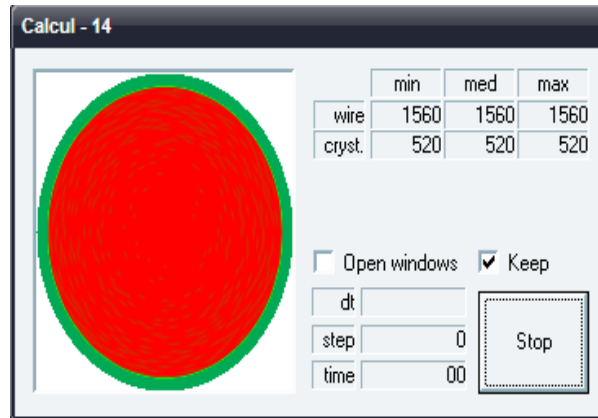 Calcul - 14
min med max
wire 1560 1560 1560
cryst. 520 520 520
Open windows Keep
dt
step 0 Stop
time 00